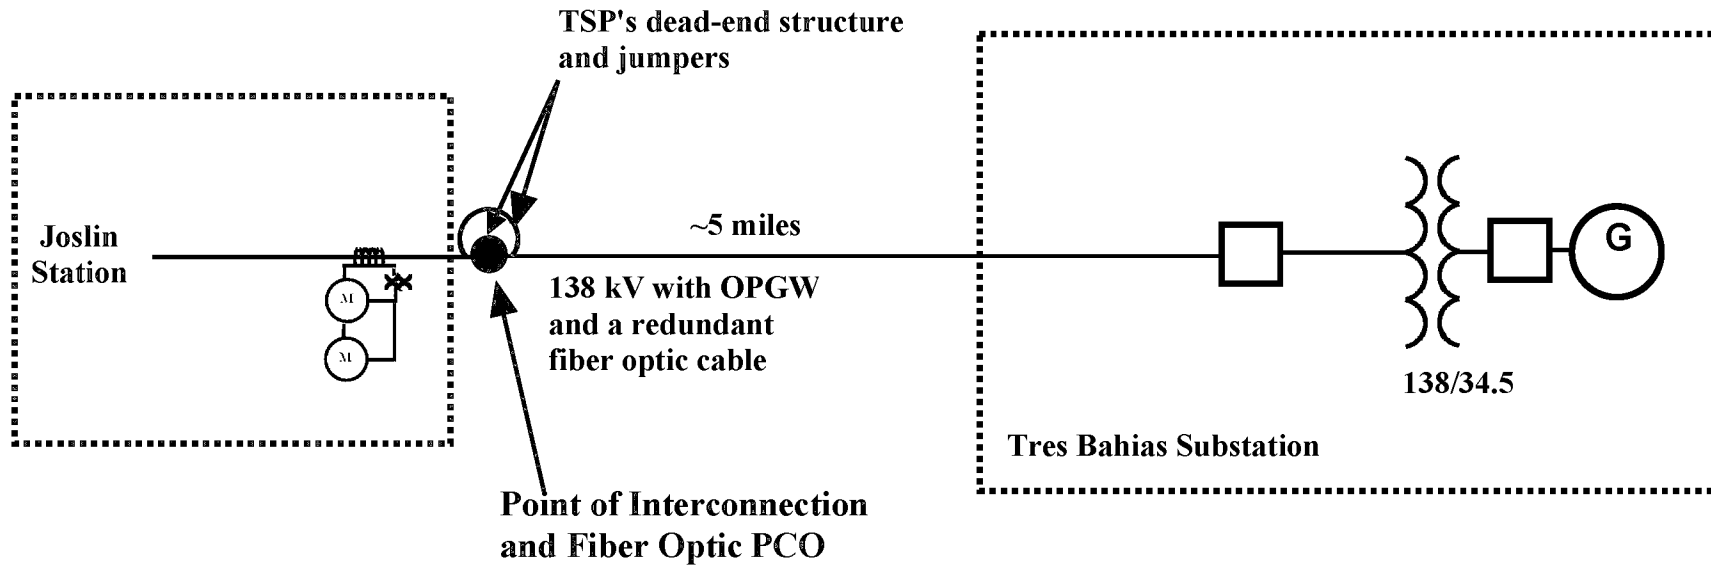 TSP's dead-end structure
and jumpers
Joslin
Station
M
M
~5 miles
138 kV with OPGW
and a redundant
fiber optic cable
G
138/34.5
Tres Bahias Substation
Point of Interconnection
and Fiber Optic PCO